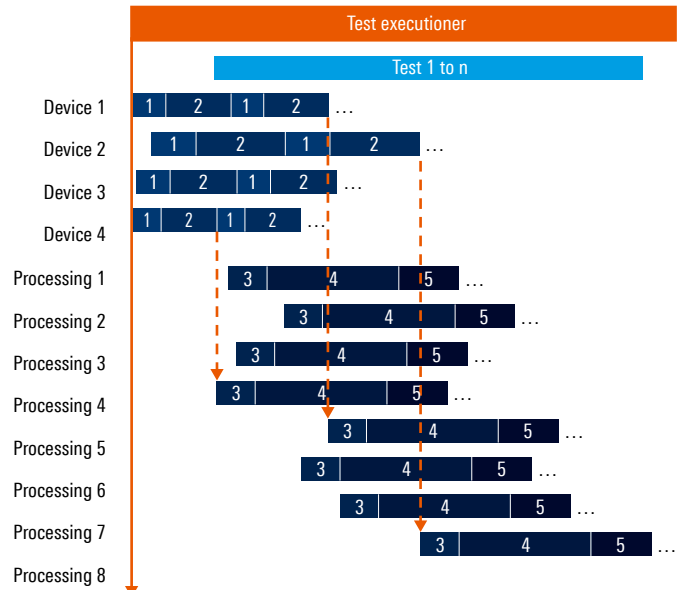 Test executioner
Test 1 to n
Device 1 1 2 1 2 ...
Device 2 1 2 1 2 ...
Device 3 1 2 1 2 ...
Device 4 1 2 1 2 ...
Processing 1 3 4 5 ...
Processing 2 3 4 5 ...
Processing 3 3 4 5 ...
Processing 4 3 4 5 ...
Processing 5 3 4 5 ...
Processing 6 3 4 5 ...
Processing 7 3 4 5 ...
Processing 8 3 4 5 ...